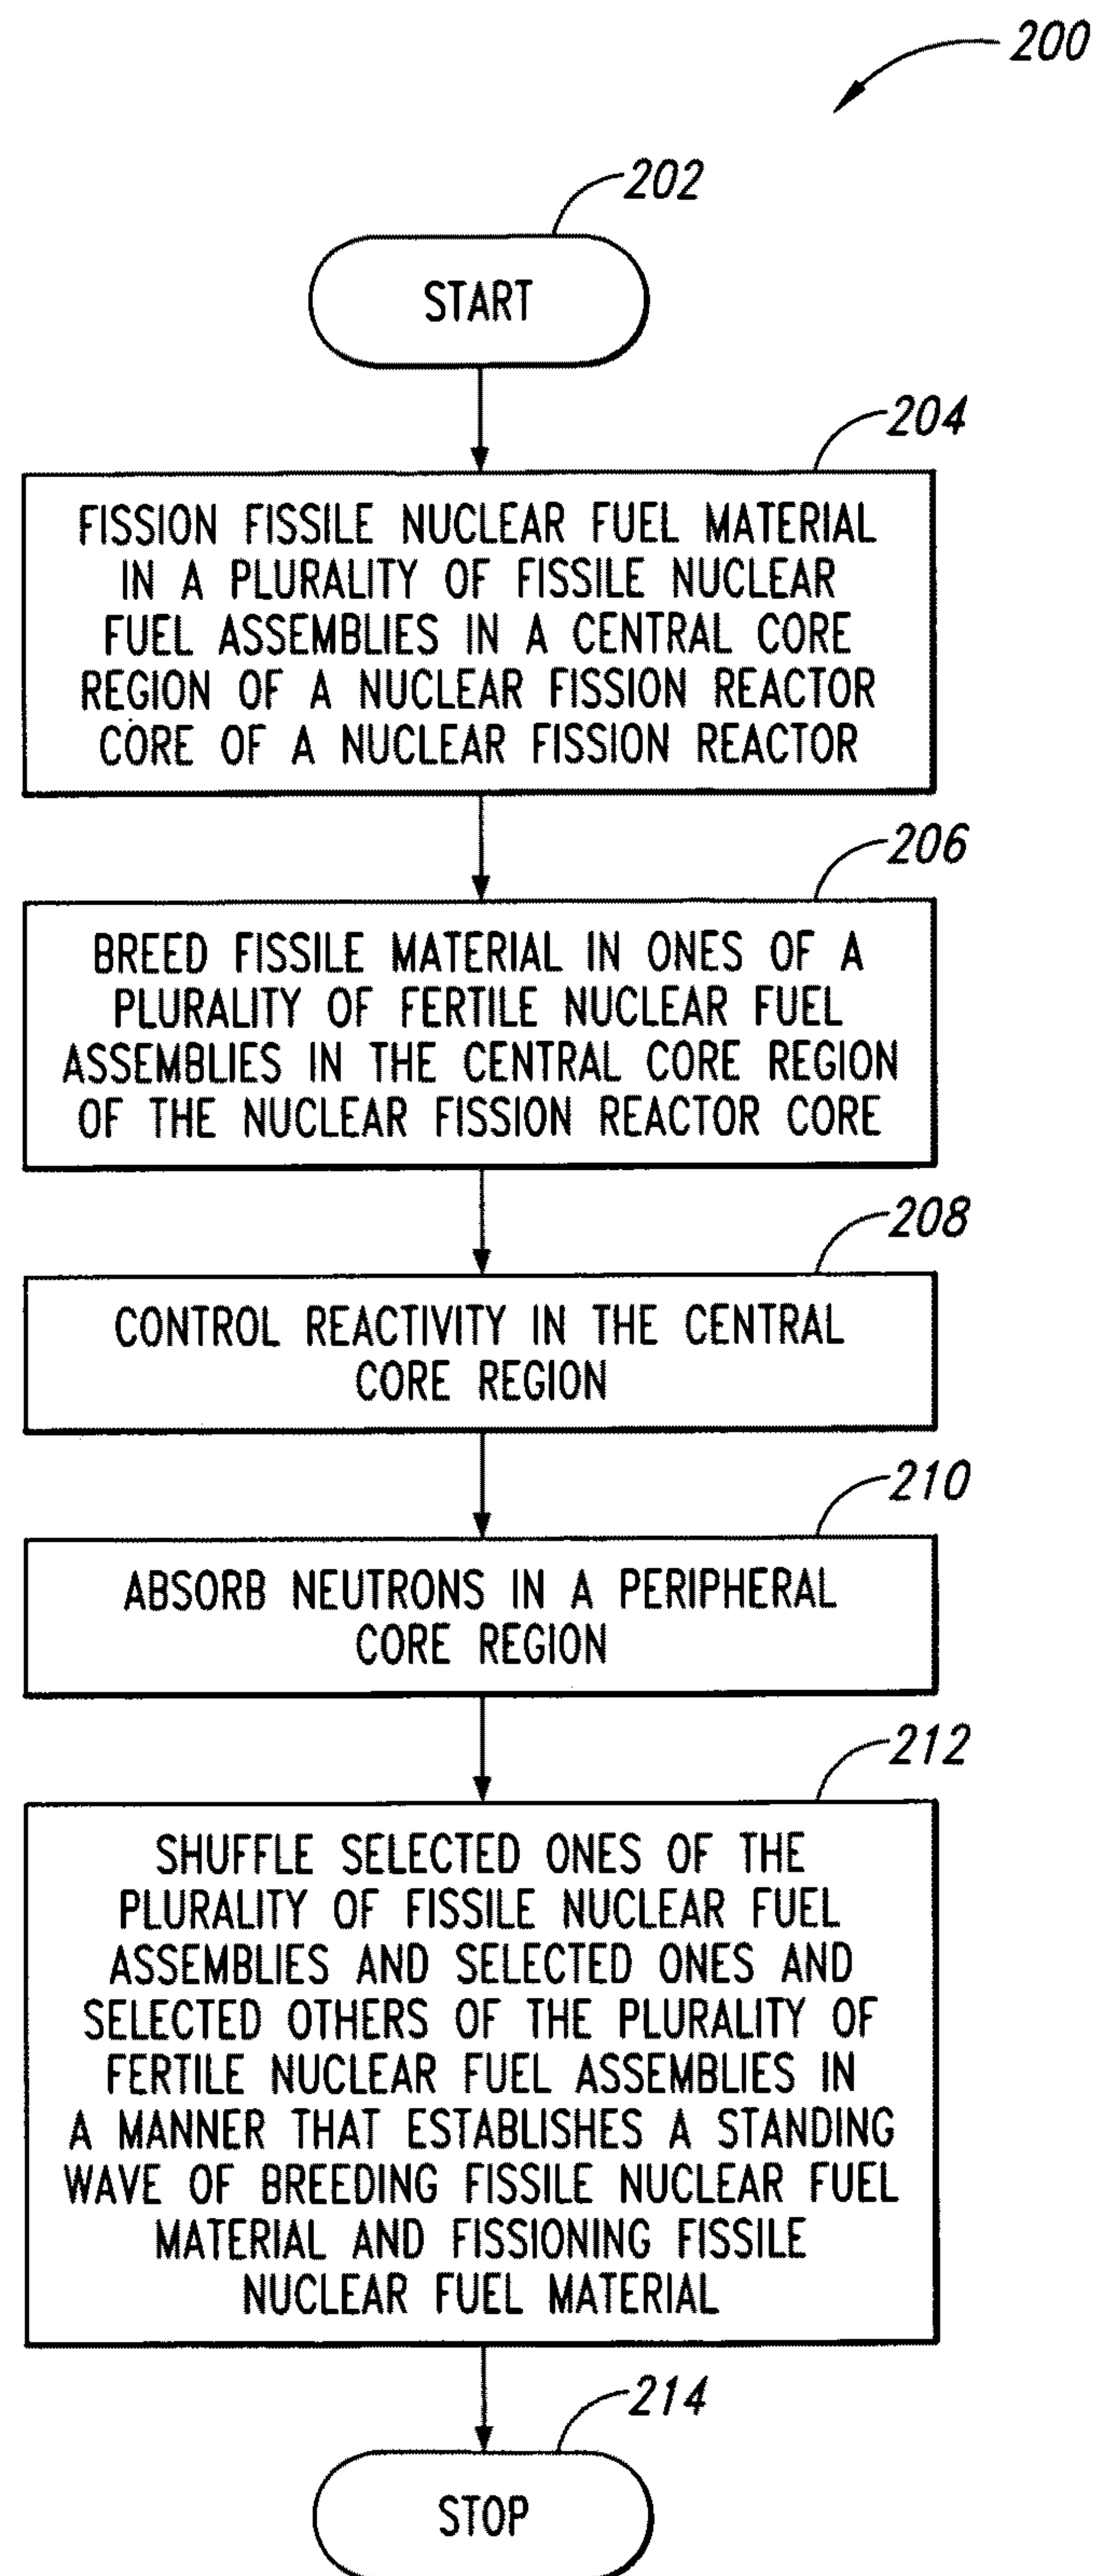 200
202
START
204
FISSION FISSILE NUCLEAR FUEL MATERIAL
IN A PLURALITY OF FISSILE NUCLEAR
FUEL ASSEMBLIES IN A CENTRAL CORE
REGION OF A NUCLEAR FISSION REACTOR
CORE OF A NUCLEAR FISSION REACTOR
206
BREED FISSILE MATERIAL IN ONES OF A
PLURALITY OF FERTILE NUCLEAR FUEL
ASSEMBLIES IN THE CENTRAL CORE REGION
OF THE NUCLEAR FISSION REACTOR CORE
208
CONTROL REACTIVITY IN THE CENTRAL
CORE REGION
210
ABSORB NEUTRONS IN A PERIPHERAL
CORE REGION
212
SHUFFLE SELECTED ONES OF THE
PLURALITY OF FISSILE NUCLEAR FUEL
ASSEMBLIES AND SELECTED ONES AND
SELECTED OTHERS OF THE PLURALITY OF
FERTILE NUCLEAR FUEL ASSEMBLIES IN
A MANNER THAT ESTABLISHES A STANDING
WAVE OF BREEDING FISSILE NUCLEAR FUEL
MATERIAL AND FISSIONING FISSILE
NUCLEAR FUEL MATERIAL
214
STOP